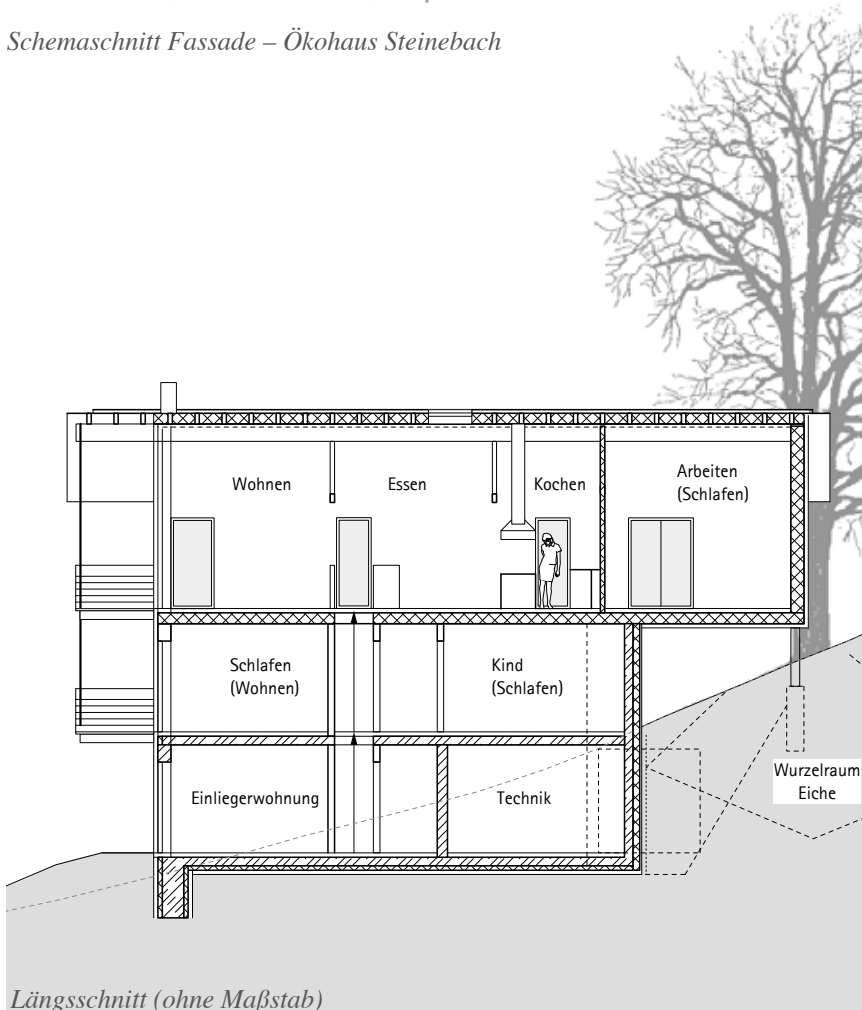 Schemaschnitt Fassade – Ökohaus Steinebach
Wohnen
Essen
Kochen
Arbeiten
(Schlafen)
Schlafen
(Wohnen)
Kind
(Schlafen)
Einliegerwohnung
Technik
Wurzelraum
Eiche
Längsschnitt (ohne Maßstab)